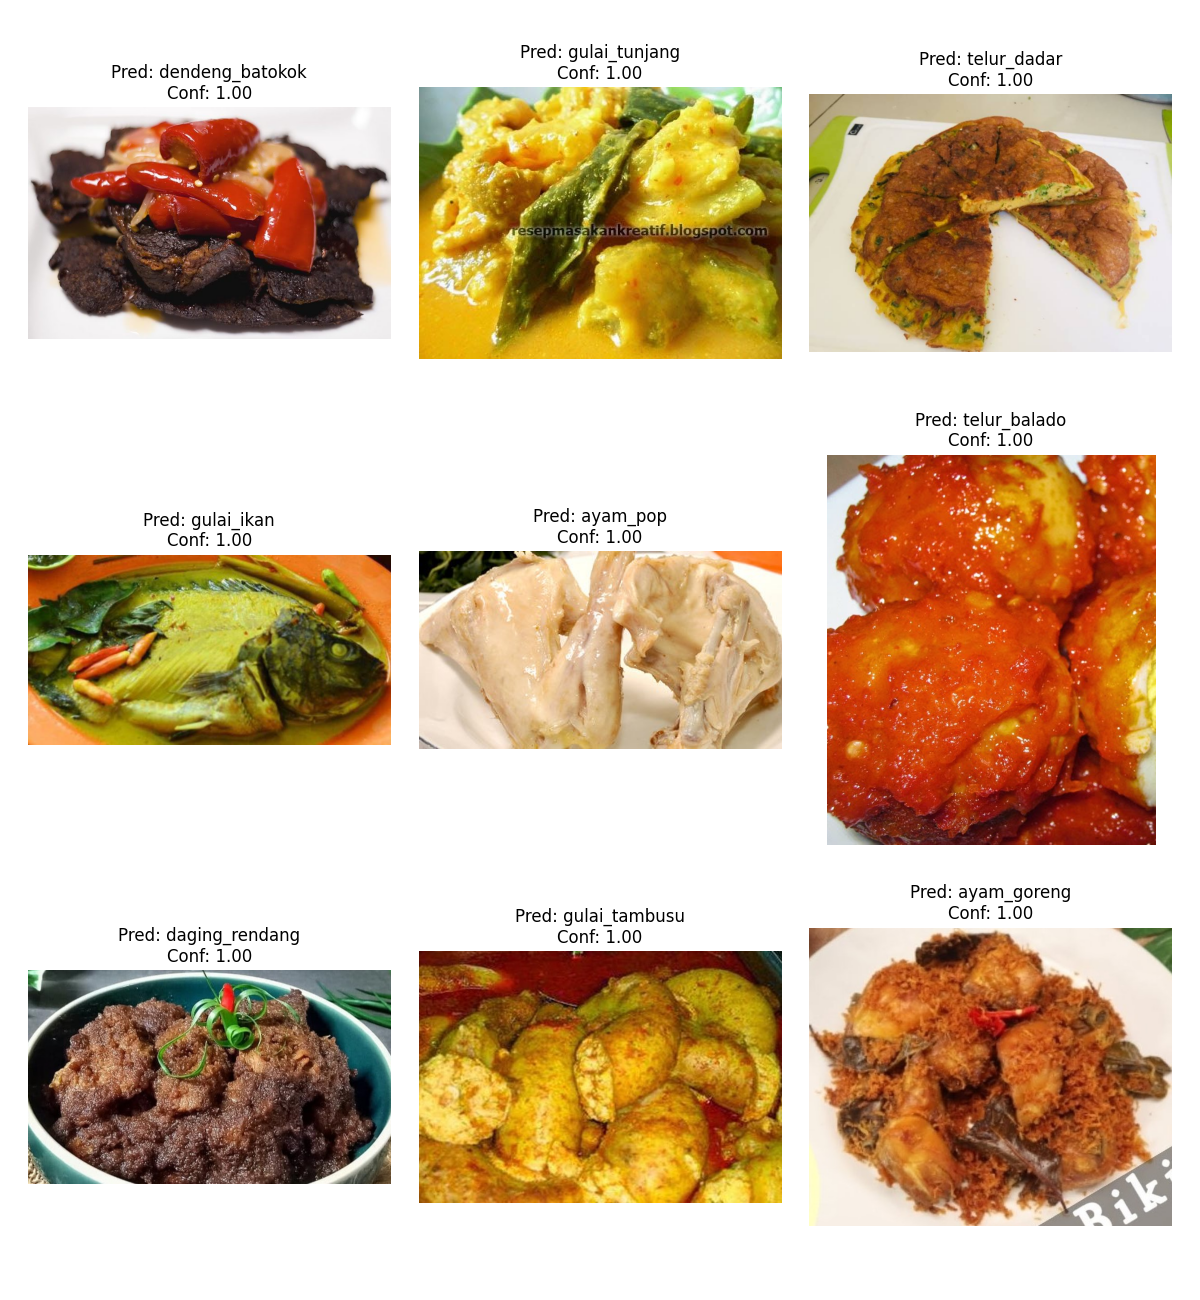 Pred: dendeng_batokok
Conf: 1.00
Pred: gulai_tunjang
Conf: 1.00
resepmasakankreatif.blogspot.com
Pred: telur_dadar
Conf: 1.00
Pred: gulai_ikan
Conf: 1.00
Pred: ayam_pop
Conf: 1.00
Pred: telur_balado
Conf: 1.00
Pred: daging_rendang
Conf: 1.00
Pred: gulai_tambusu
Conf: 1.00
Pred: ayam_goreng
Conf: 1.00
Biki